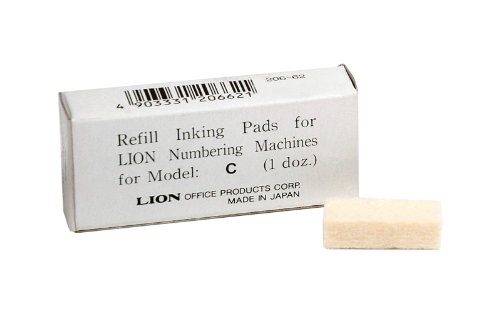 206-62
4 903331 206621
Refill Inking Pads for
LION Numbering Machines
for Model: C (1 doz.)
LION OFFICE PRODUCTS CORP.
MADE IN JAPAN